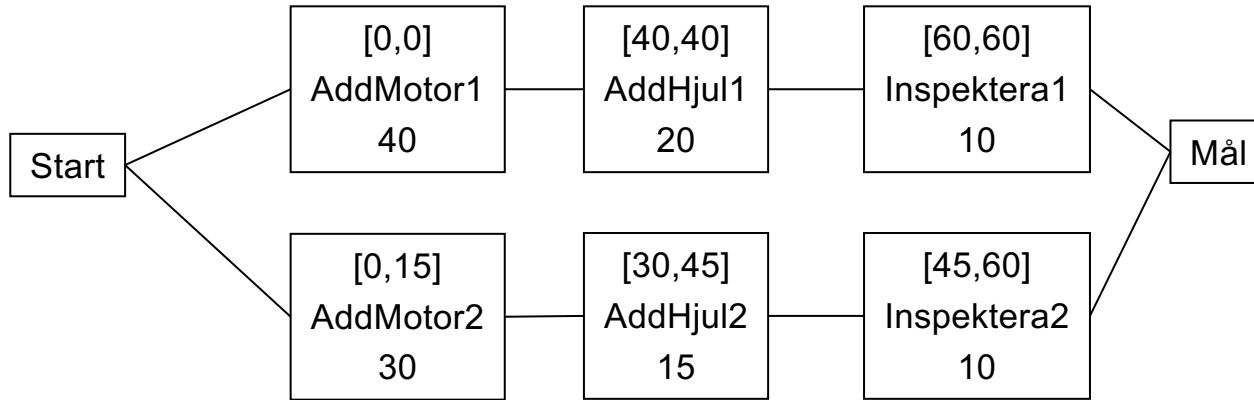 Start
[0,0]
AddMotor1
40
[40,40]
AddHjul1
20
[60,60]
Inspektera1
10
[0,15]
AddMotor2
30
[30,45]
AddHjul2
15
[45,60]
Inspektera2
10
Mål